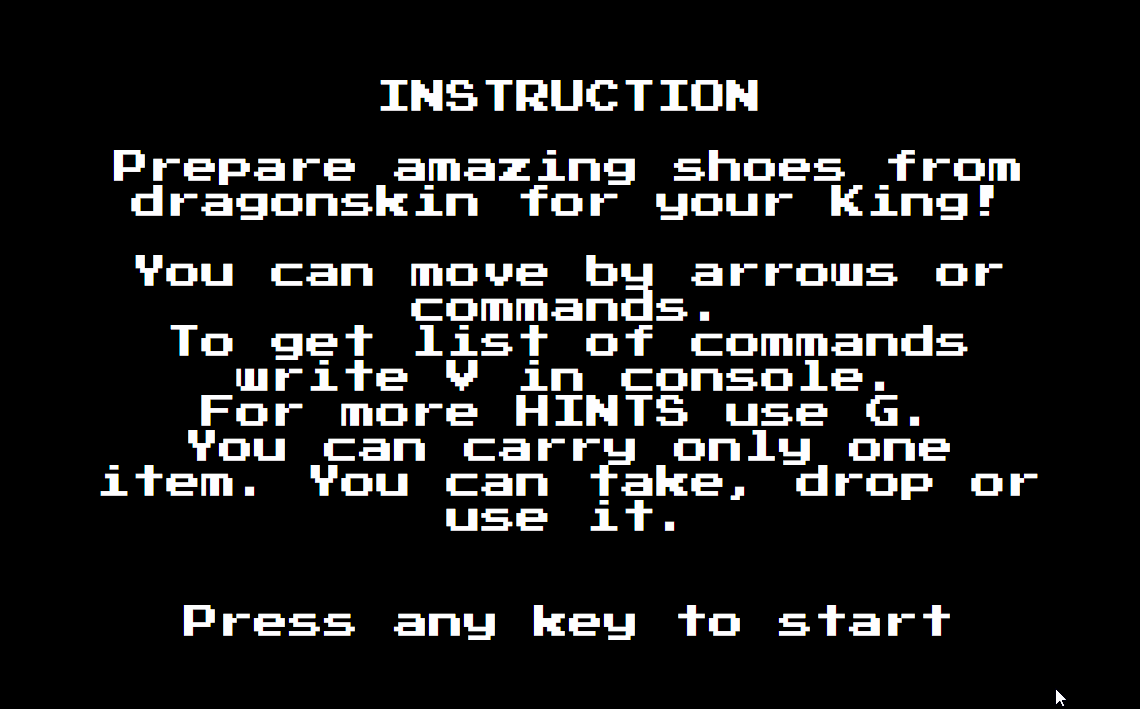 INSTRUCTION
Prepare amazing shoes from
dragonskin for your King!
You can move by arrows or
commands.
To get list of commands
write V in console.
For more HINTS use G.
You can carry only one
item. You can take, drop or
use it.
Press any key to start